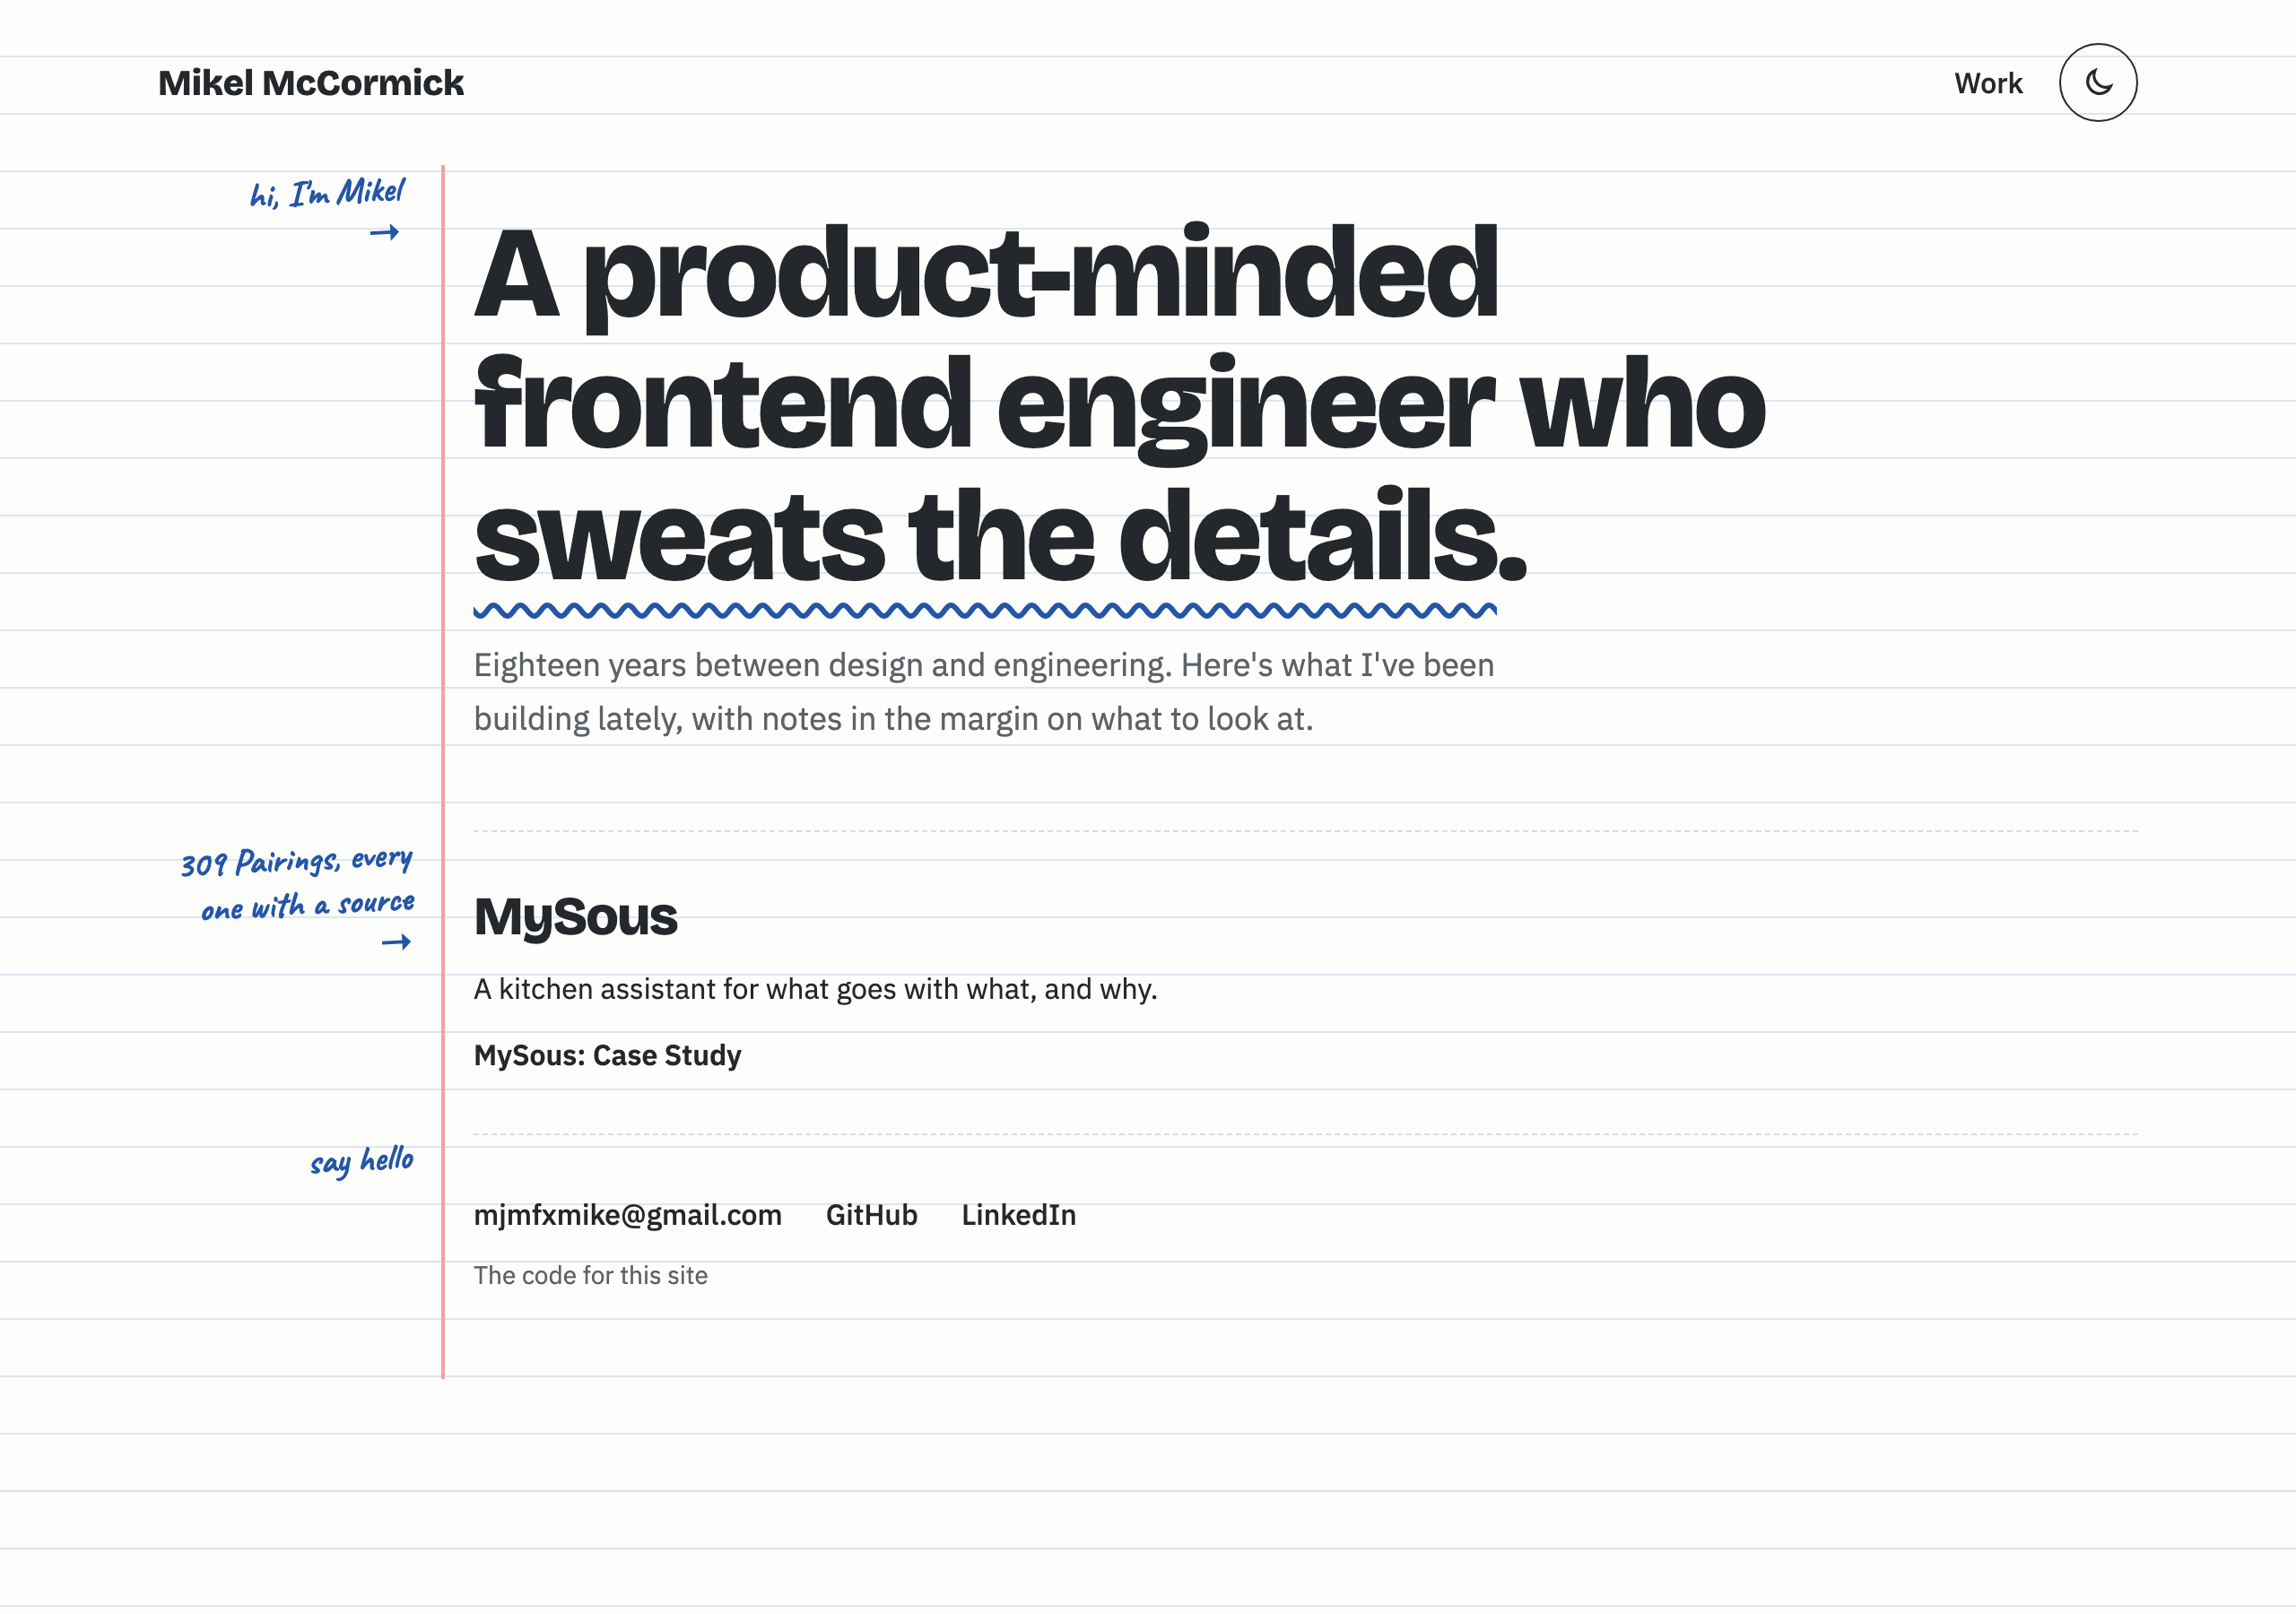 Mikel McCormick
Work
hi, I'm Mikel
→
A product-minded
frontend engineer who
sweats the details.
Eighteen years between design and engineering. Here's what I've been
building lately, with notes in the margin on what to look at.
309 Pairings, every
one with a source
→
MySous
A kitchen assistant for what goes with what, and why.
MySous: Case Study
say hello
mjmfxmike@gmail.com GitHub LinkedIn
The code for this site